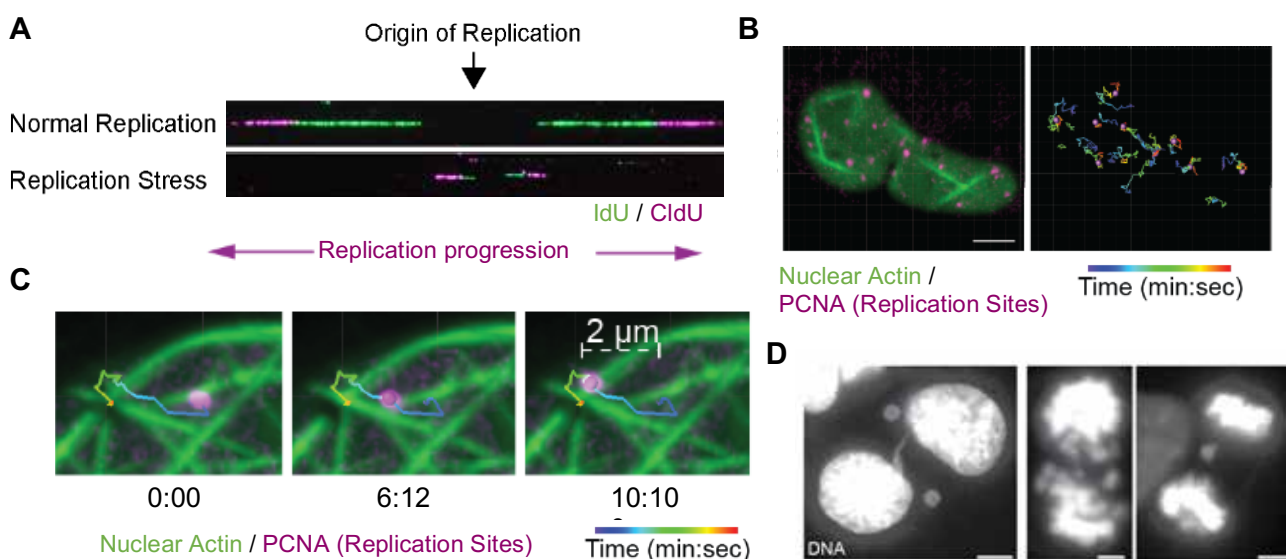 A
Origin of Replication
Normal Replication
Replication Stress
IdU / CldU
Replication progression
B
Nuclear Actin /
PCNA (Replication Sites)
Time (min:sec)
C
2 µm
0:00
6:12
10:10
Nuclear Actin / PCNA (Replication Sites)
Time (min:sec)
D
DNA